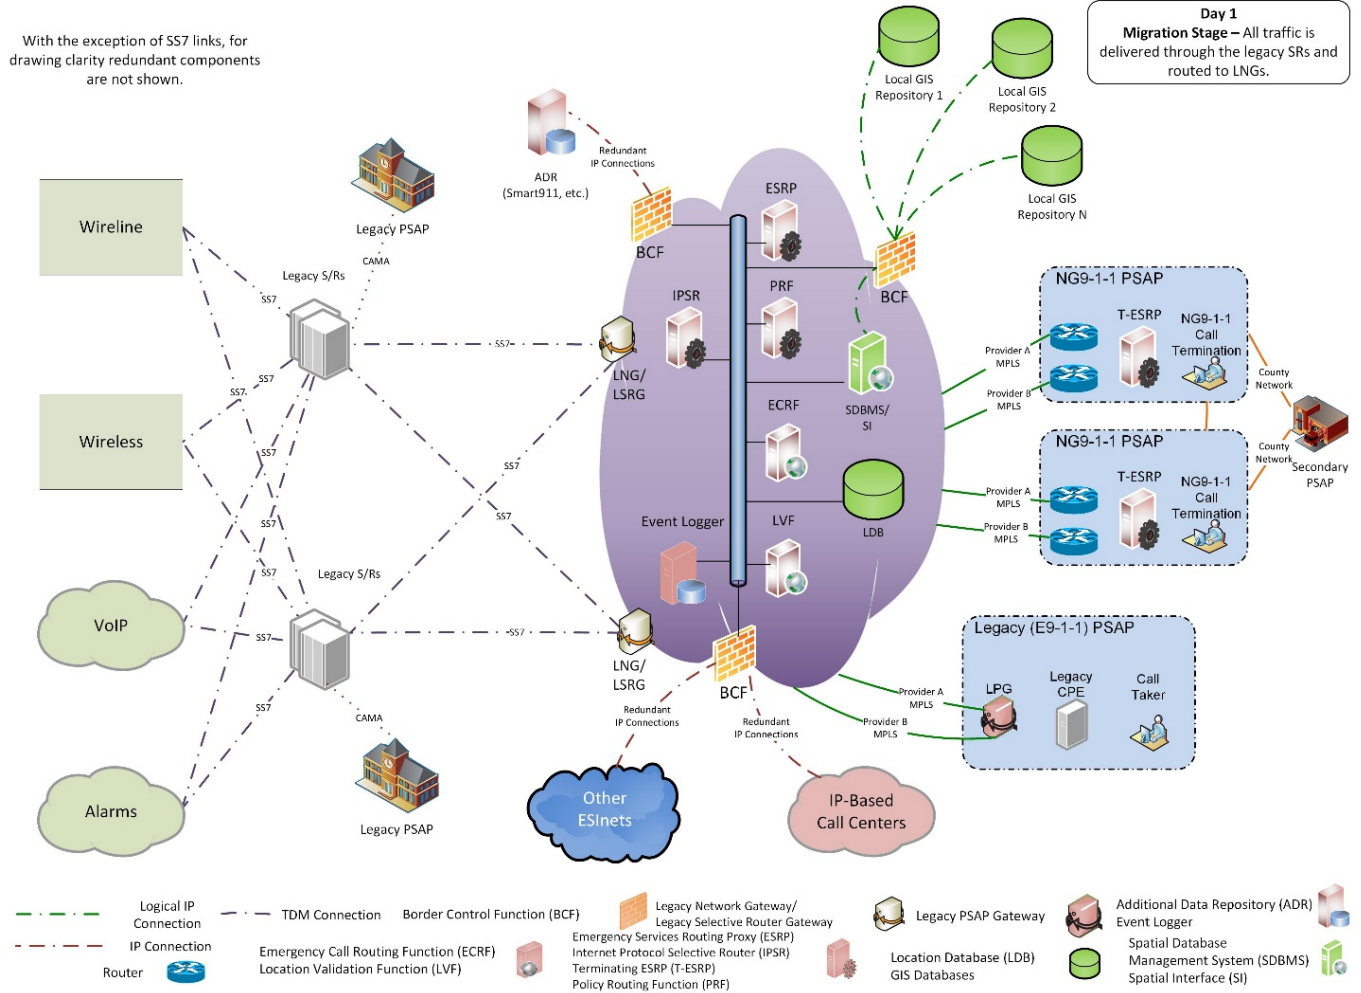 With the exception of SS7 links, for
drawing clarity redundant components
are not shown.
Day 1
Migration Stage – All traffic is
delivered through the legacy SRs and
routed to LNGs.
Local GIS
Repository 1
Local GIS
Repository 2
Local GIS
Repository N
ADR
(Smart911, etc.)
Redundant
IP Connections
BCF
BCF
Wireline
Wireless
VoIP
Alarms
Legacy PSAP
CAMA
Legacy S/Rs
SS7
SS7
SS7
SS7
SS7
SS7
SS7
SS7
SS7
SS7
SS7
SS7
Legacy S/Rs
CAMA
Legacy PSAP
LNG/
LSRG
LNG/
LSRG
ESRP
IPSR
PRF
SDBMS/
SI
ECRF
LDB
Event Logger
LVF
BCF
Redundant
IP Connections
Redundant
IP Connections
Other
ESInets
IP-Based
Call Centers
Provider A
MPLS
Provider B
MPLS
NG9-1-1 PSAP
T-ESRP
NG9-1-1
Call
Termination
County
Network
Provider A
MPLS
Provider B
MPLS
NG9-1-1 PSAP
T-ESRP
NG9-1-1
Call
Termination
County
Network
Secondary
PSAP
Provider A
MPLS
Provider B
MPLS
Legacy (E9-1-1) PSAP
LPG
Legacy
CPE
Call
Taker
Logical IP
Connection
TDM Connection
Border Control Function (BCF)
Legacy Network Gateway/
Legacy Selective Router Gateway
Legacy PSAP Gateway
Additional Data Repository (ADR)
Event Logger
IP Connection
Router
Emergency Call Routing Function (ECRF)
Location Validation Function (LVF)
Emergency Services Routing Proxy (ESRP)
Internet Protocol Selective Router (IPSR)
Terminating ESRP (T-ESRP)
Policy Routing Function (PRF)
Location Database (LDB)
GIS Databases
Spatial Database
Management System (SDBMS)
Spatial Interface (SI)